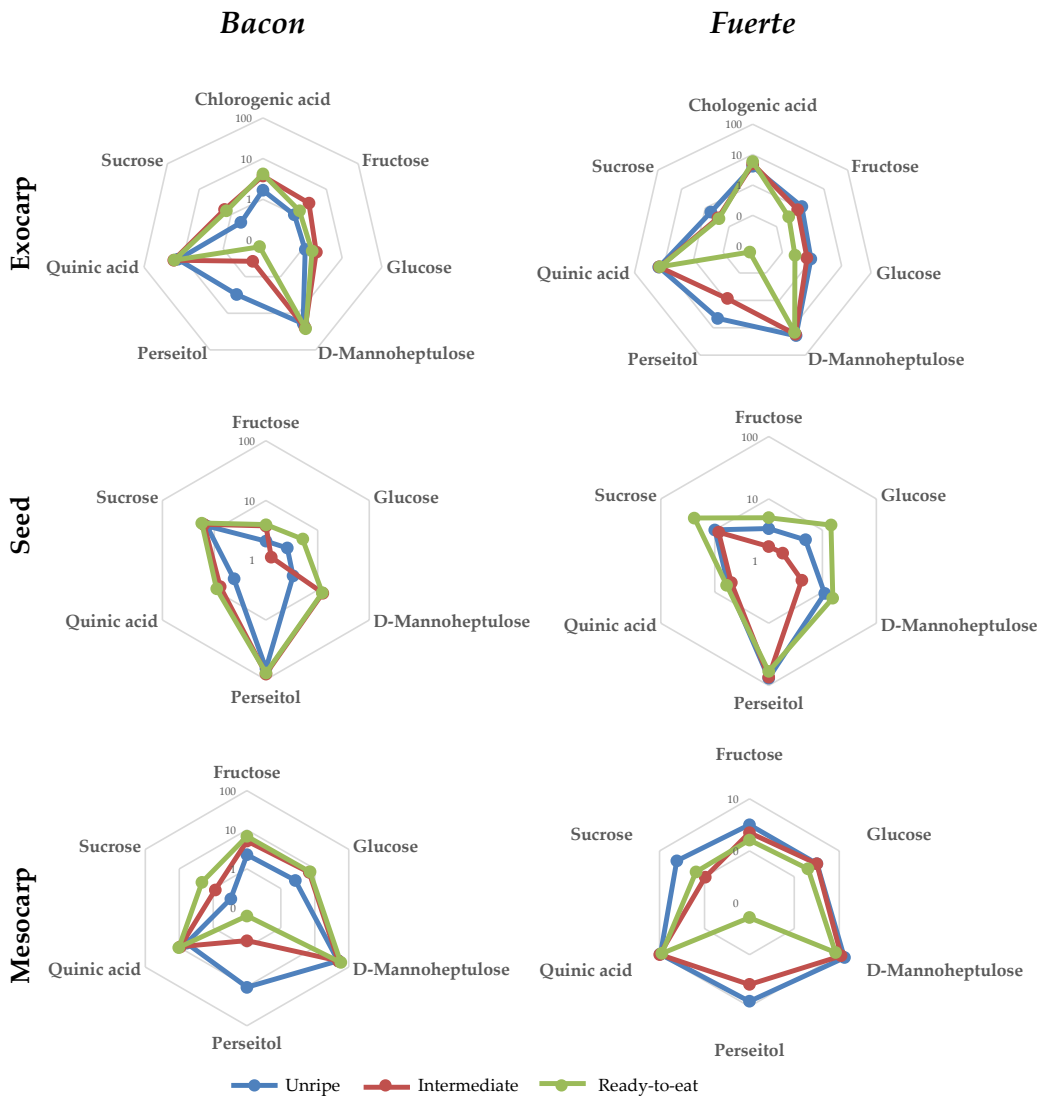 Bacon Fuerte
Exocarp
Chlorogenic acid
100
10
1
0
0
Sucrose
Fructose
Quinic acid
Glucose
Perseitol
D-Mannoheptulose
Chologenic acid
100
10
1
0
0
Sucrose
Fructose
Quinic acid
Glucose
Perseitol
D-Mannoheptulose
Seed
Fructose
100
10
1
Sucrose
Glucose
Quinic acid
D-Mannoheptulose
Perseitol
Fructose
100
10
1
Sucrose
Glucose
Quinic acid
D-Mannoheptulose
Perseitol
Mesocarp
Fructose
100
10
1
0
Sucrose
Glucose
Quinic acid
D-Mannoheptulose
Perseitol
Fructose
10
0
0
Sucrose
Glucose
Quinic acid
D-Mannoheptulose
Perseitol
Unripe Intermediate Ready-to-eat